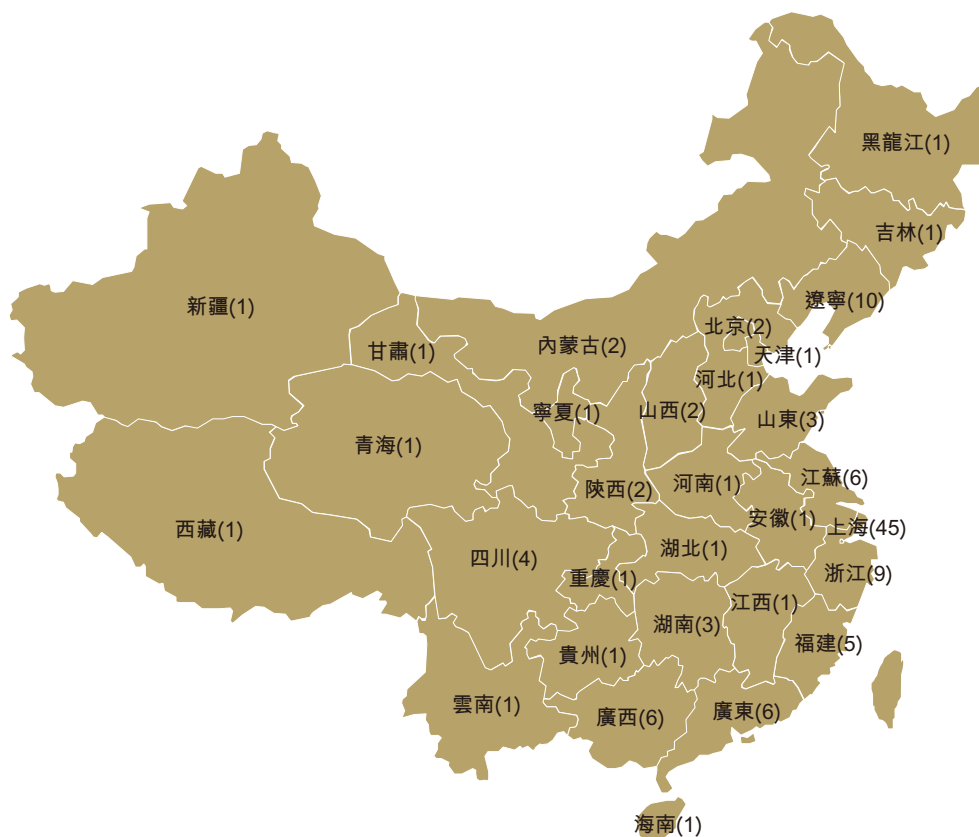 黑龍江(1)
吉林(1)
遼寧(10)
新疆(1)
北京(2)
甘肅(1)
內蒙古(2)
天津(1)
河北(1)
寧夏(1)
山西(2)
山東(3)
青海(1)
江蘇(6)
河南(1)
陝西(2)
安徽(1)
西藏(1)
上海(45)
湖北(1)
四川(4)
浙江(9)
重慶(1)
江西(1)
湖南(3)
福建(5)
貴州(1)
雲南(1)
廣東(6)
廣西(6)
海南(1)